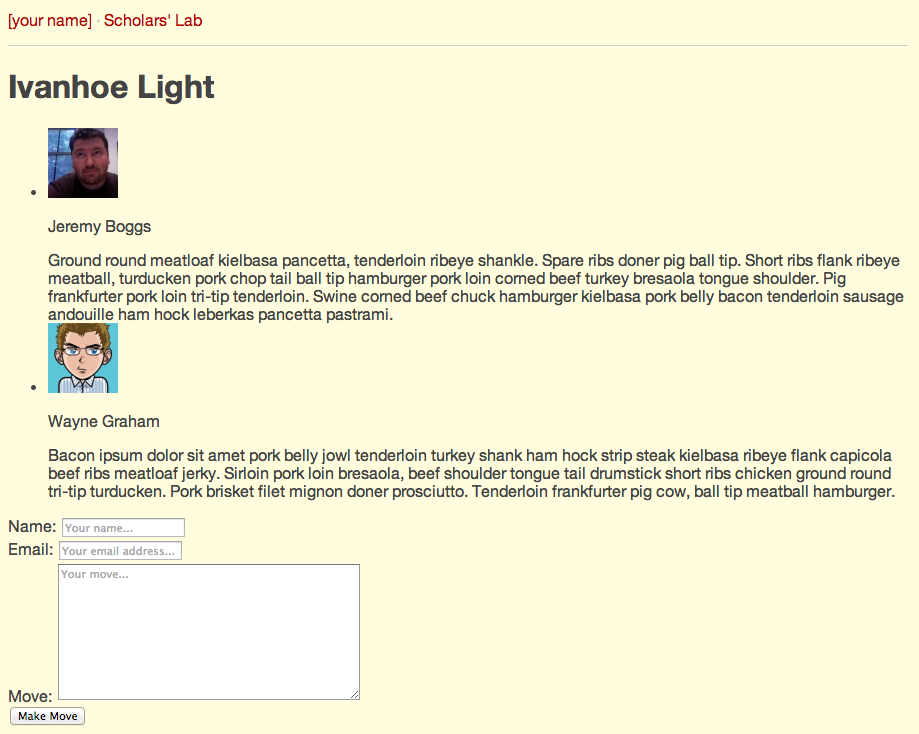 [your name] · Scholars' Lab
Ivanhoe Light
Jeremy Boggs
Ground round meatloaf kielbasa pancetta, tenderloin ribeye shankle. Spare ribs doner pig ball tip. Short ribs flank ribeye
meatball, turducken pork chop tail ball tip hamburger pork loin corned beef turkey bresaola tongue shoulder. Pig
frankfurter pork loin tri-tip tenderloin. Swine corned beef chuck hamburger kielbasa pork belly bacon tenderloin sausage
andouille ham hock leberkas pancetta pastrami.
Wayne Graham
Bacon ipsum dolor sit amet pork belly jowl tenderloin turkey shank ham hock strip steak kielbasa ribeye flank capicola
beef ribs meatloaf jerky. Sirloin pork loin bresaola, beef shoulder tongue tail drumstick short ribs chicken ground round
tri-tip turducken. Pork brisket filet mignon doner prosciutto. Tenderloin frankfurter pig cow, ball tip meatball hamburger.
Name: Your name...
Email: Your email address...
Your move...
Move:
Make Move